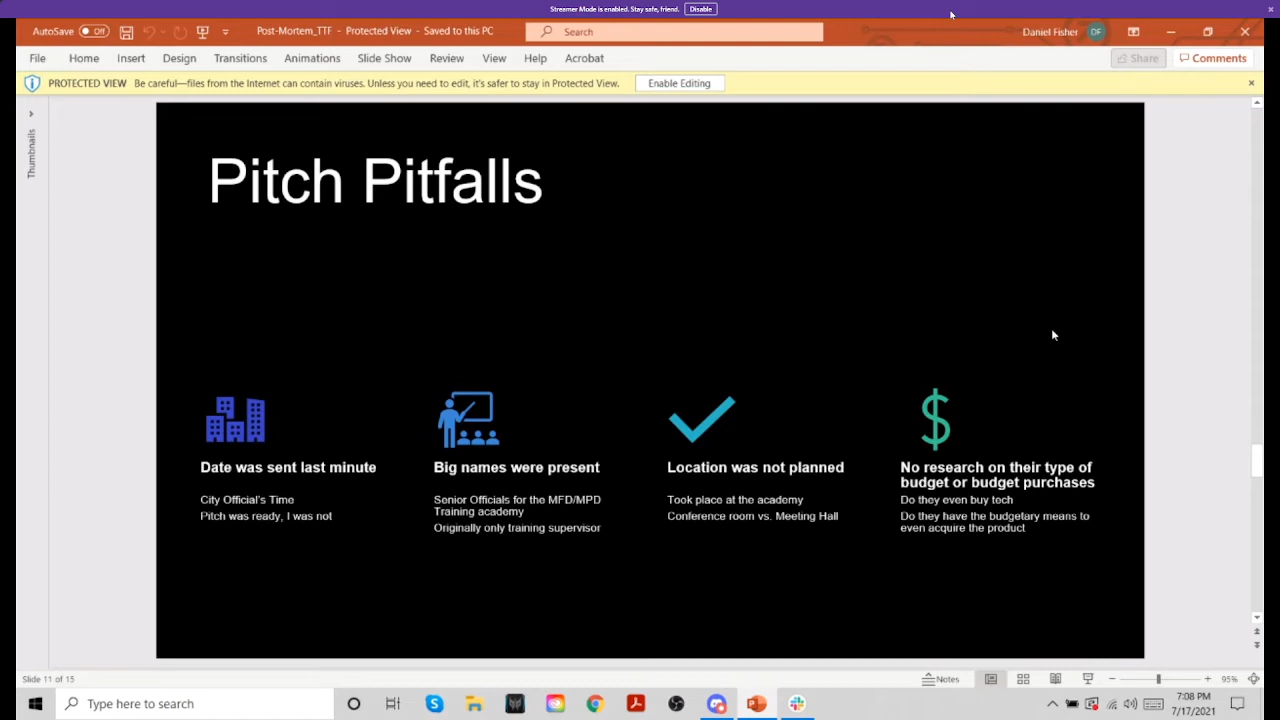 Streamer Mode is enabled. Stay safe, friend. Disable
AutoSave Off
Post-Mortem_TTF - Protected View - Saved to this PC
Search
Daniel Fisher DF
File Home Insert Design Transitions Animations Slide Show Review View Help Acrobat
Share Comments
PROTECTED VIEW Be careful—files from the Internet can contain viruses. Unless you need to edit, it's safer to stay in Protected View. Enable Editing
Thumbnails
Pitch Pitfalls
Date was sent last minute
City Official's Time
Pitch was ready, I was not
Big names were present
Senior Officials for the MFD/MPD
Training academy
Originally only training supervisor
Location was not planned
Took place at the academy
Conference room vs. Meeting Hall
No research on their type of
budget or budget purchases
Do they even buy tech
Do they have the budgetary means to
even acquire the product
Slide 11 of 15
Notes
95%
Type here to search
7:08 PM
7/17/2021